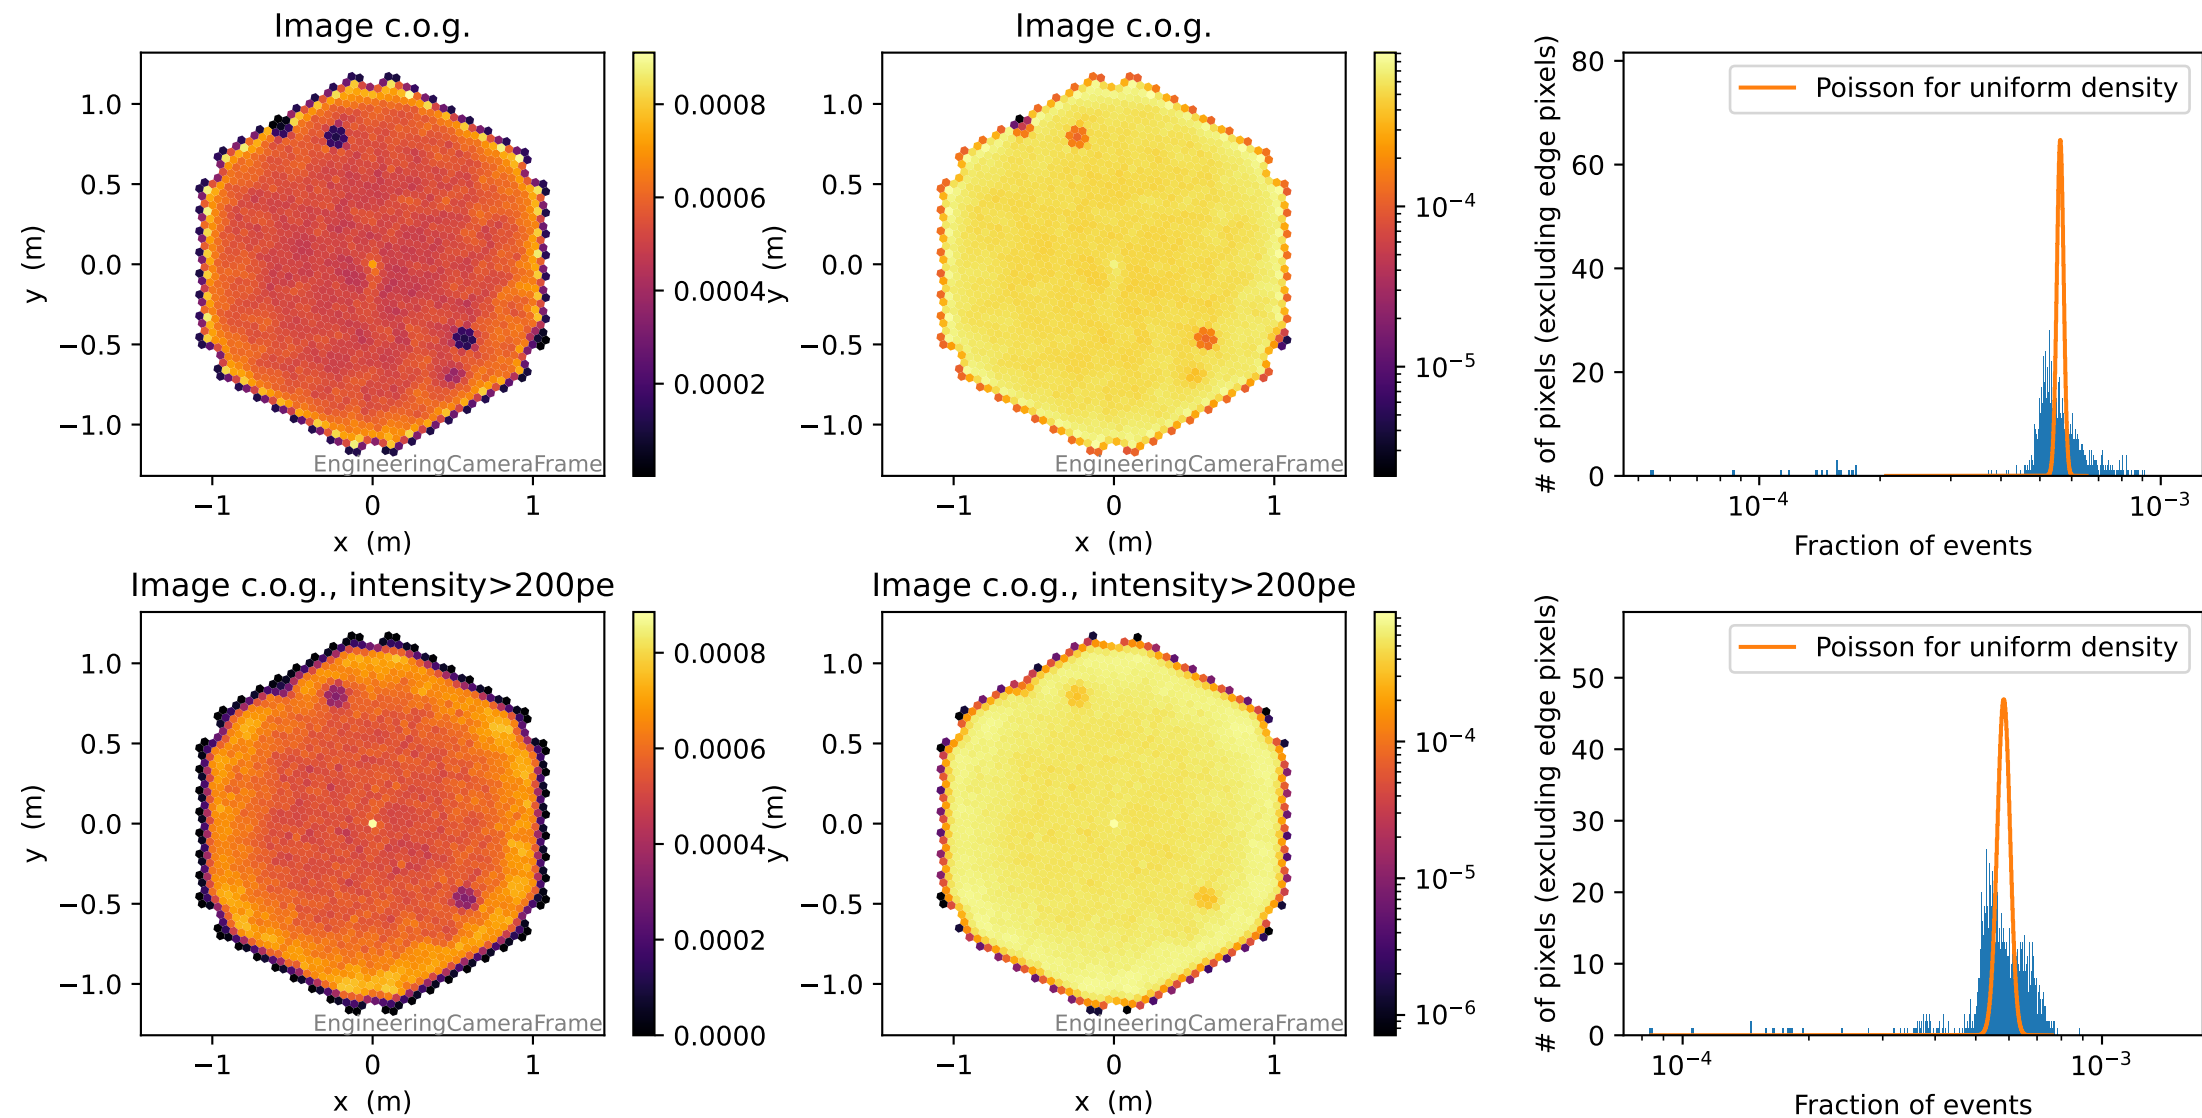 Image c.o.g.
1.0
0.5
0.0
−0.5
−1.0
y (m)
−1
0
1
x (m)
EngineeringCameraFrame
0.0008
0.0006
0.0004
0.0002
Image c.o.g.
1.0
0.5
0.0
−0.5
−1.0
y (m)
−1
0
1
x (m)
EngineeringCameraFrame
10⁻⁴
10⁻⁵
80
60
40
20
0
# of pixels (excluding edge pixels)
Poisson for uniform density
10⁻⁴
10⁻³
Fraction of events
Image c.o.g., intensity>200pe
1.0
0.5
0.0
−0.5
−1.0
y (m)
−1
0
1
x (m)
EngineeringCameraFrame
0.0008
0.0006
0.0004
0.0002
0.0000
Image c.o.g., intensity>200pe
1.0
0.5
0.0
−0.5
−1.0
y (m)
−1
0
1
x (m)
EngineeringCameraFrame
10⁻⁴
10⁻⁵
10⁻⁶
50
40
30
20
10
0
# of pixels (excluding edge pixels)
Poisson for uniform density
10⁻⁴
10⁻³
Fraction of events